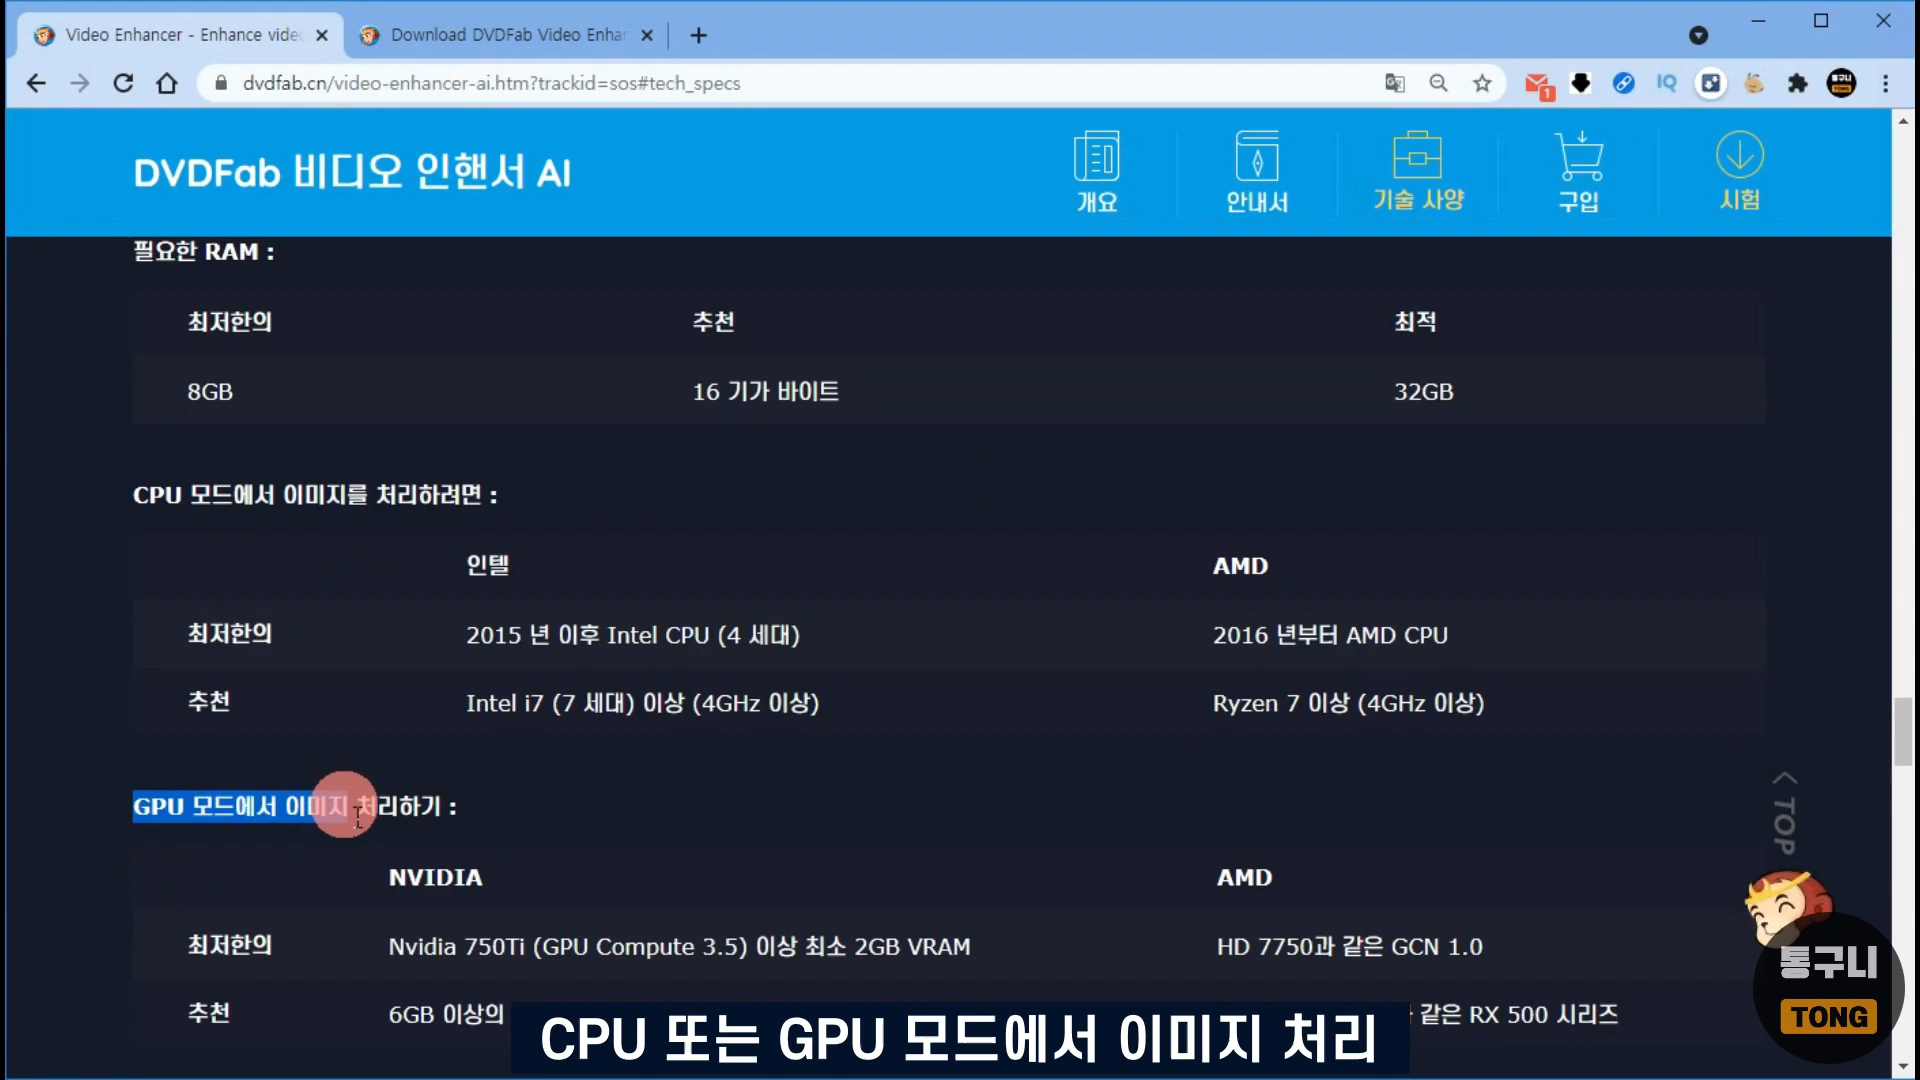 Video Enhancer - Enhance vide
Download DVDFab Video Enha
dvdfab.cn/video-enhancer-ai.htm?trackid=sos#tech_specs
1
IQ
통구니
TONG
DVDFab 비디오 인핸서 AI
개요
안내서
기술 사양
구입
시험
필요한 RAM :
최저한의 추천 최적
8GB 16 기가 바이트 32GB
CPU 모드에서 이미지를 처리하려면 :
인텔 AMD
최저한의 2015 년 이후 Intel CPU (4 세대) 2016 년부터 AMD CPU
추천 Intel i7 (7 세대) 이상 (4GHz 이상) Ryzen 7 이상 (4GHz 이상)
GPU 모드에서 이미지 처리하기 :
TOP
NVIDIA AMD
최저한의 Nvidia 750Ti (GPU Compute 3.5) 이상 최소 2GB VRAM HD 7750과 같은 GCN 1.0
추천 6GB 이상의 같은 RX 500 시리즈
CPU 또는 GPU 모드에서 이미지 처리
통구니
TONG